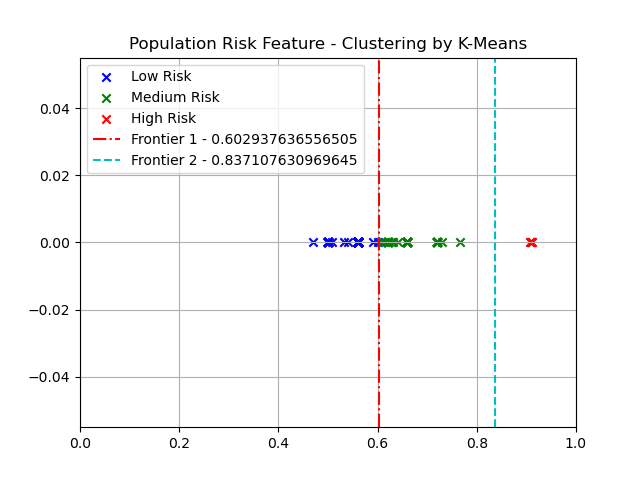 Population Risk Feature - Clustering by K-Means
Low Risk
Medium Risk
High Risk
Frontier 1 - 0.602937636556505
Frontier 2 - 0.837107630969645
0.04
0.02
0.00
−0.02
−0.04
0.0 0.2 0.4 0.6 0.8 1.0